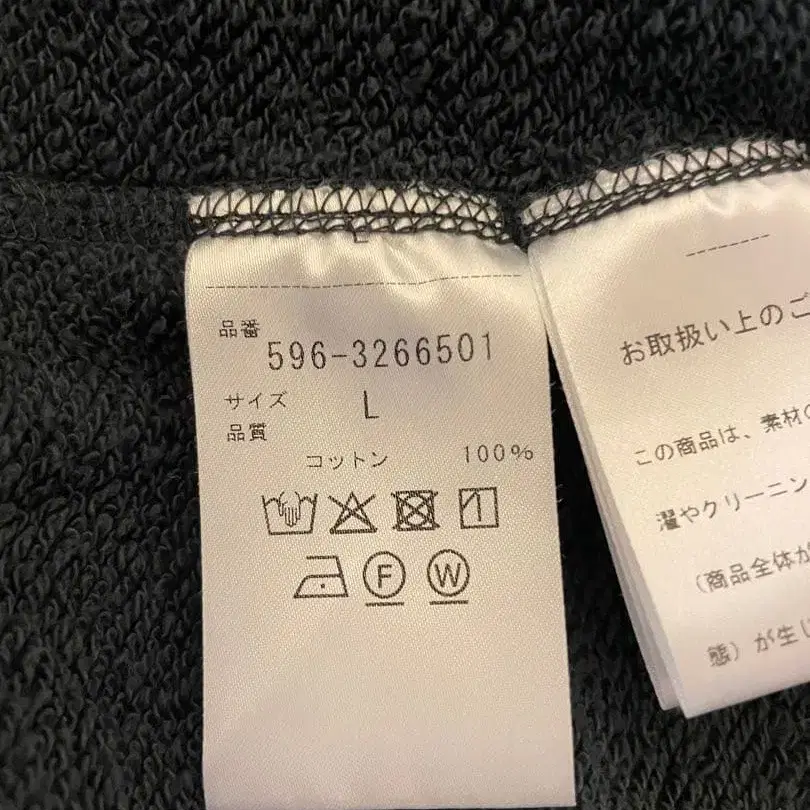 品番
596-3266501
サイズ L
品質
コットン 100%
F W
お取扱い上のご
この商品は、素材の
濯やクリーニン
(商品全体が
態)が生じ